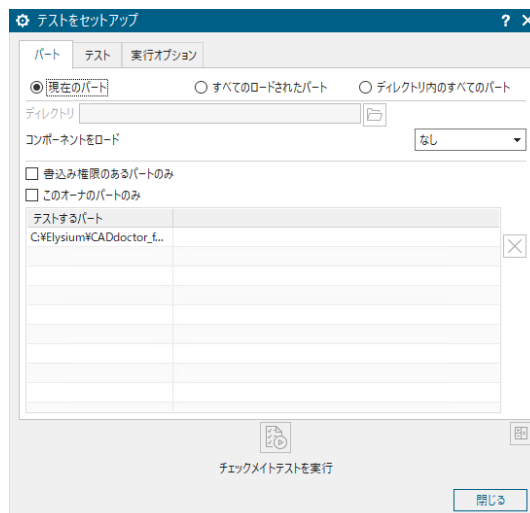 テストをセットアップ
パート テスト 実行オプション
現在のパート すべてのロードされたパート ディレクトリ内のすべてのパート
ディレクトリ
コンポーネントをロード なし
書込み権限のあるパートのみ
このオーナのパートのみ
テストするパート
C:¥Elysium¥CADdoctor_f...
チェックメイトテストを実行
閉じる